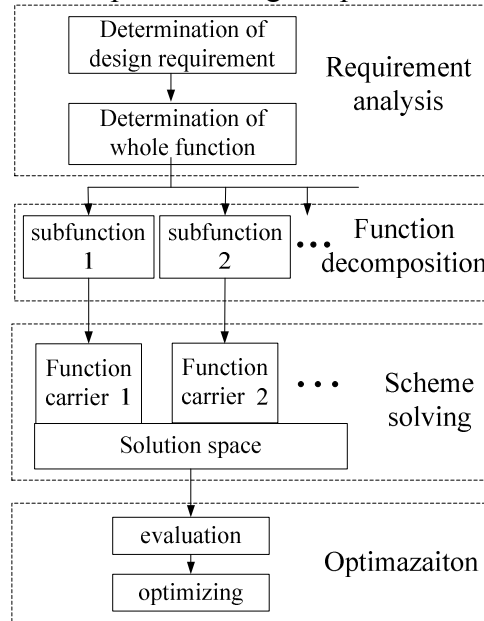 Determination of
design requirement
Requirement
analysis
Determination of
whole function
subfunction
1
subfunction
2
...
Function
decomposition
Function
carrier 1
Function
carrier 2
...
Scheme
solving
Solution space
evaluation
Optimazaiton
optimizing